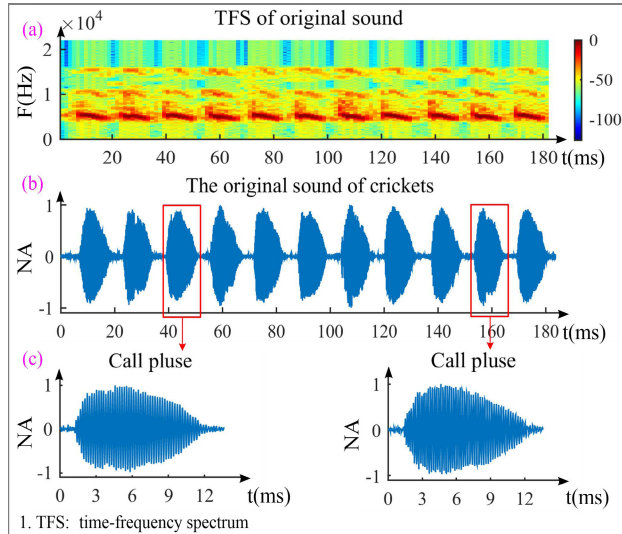 (a) ×10⁴ TFS of original sound
2
1
0
F(Hz)
20 40 60 80 100 120 140 160 180 t(ms)
0
-50
-100
(b) The original sound of crickets
1
0
-1
NA
0 20 40 60 80 100 120 140 160 180 t(ms)
(c) Call pluse Call pluse
1 1
0 0
-1 -1
NA NA
0 3 6 9 12 t(ms) 0 3 6 9 12 t(ms)
1. TFS: time-frequency spectrum